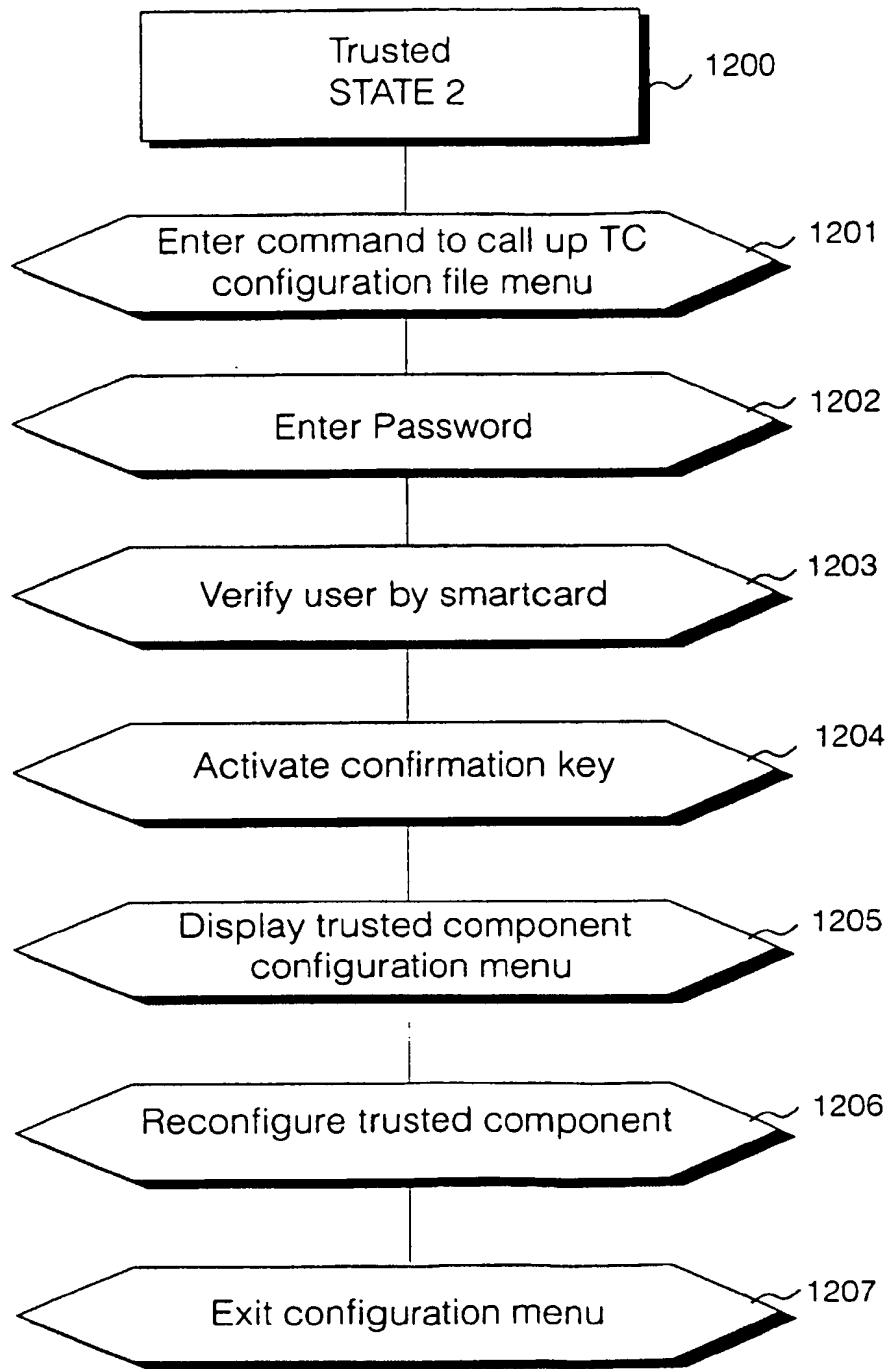 Trusted
STATE 2
1200
Enter command to call up TC
configuration file menu
1201
Enter Password
1202
Verify user by smartcard
1203
Activate confirmation key
1204
Display trusted component
configuration menu
1205
Reconfigure trusted component
1206
Exit configuration menu
1207